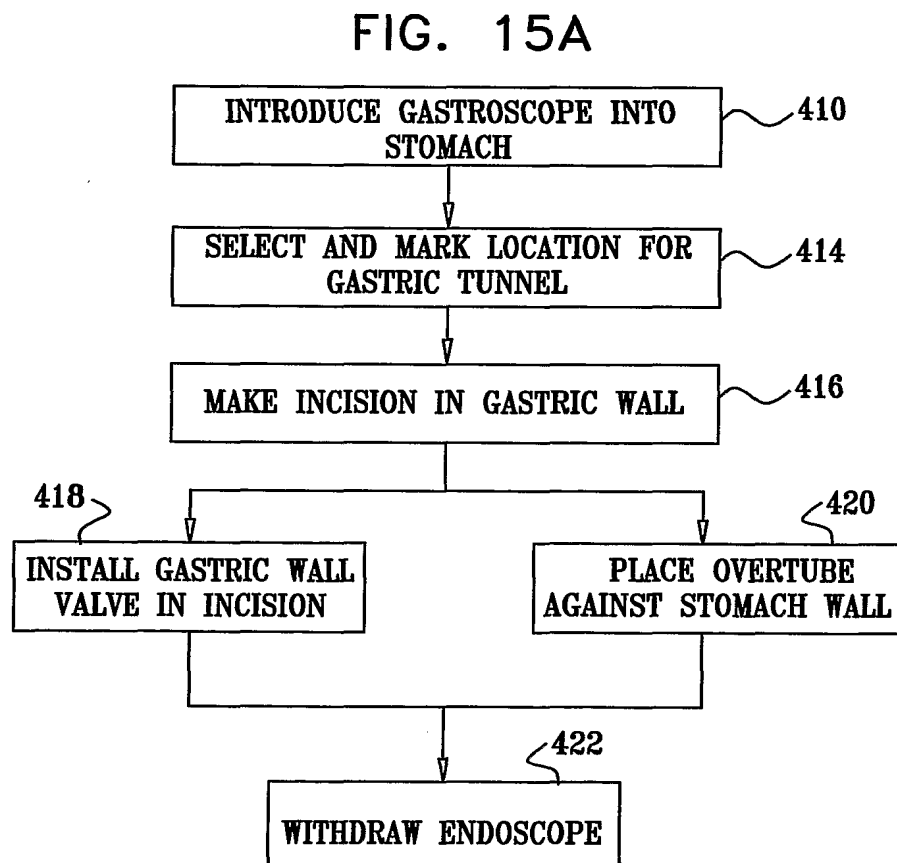 FIG. 15A
INTRODUCE GASTROSCOPE INTO
STOMACH
410
SELECT AND MARK LOCATION FOR
GASTRIC TUNNEL
414
MAKE INCISION IN GASTRIC WALL
416
418
INSTALL GASTRIC WALL
VALVE IN INCISION
420
PLACE OVERTUBE
AGAINST STOMACH WALL
422
WITHDRAW ENDOSCOPE